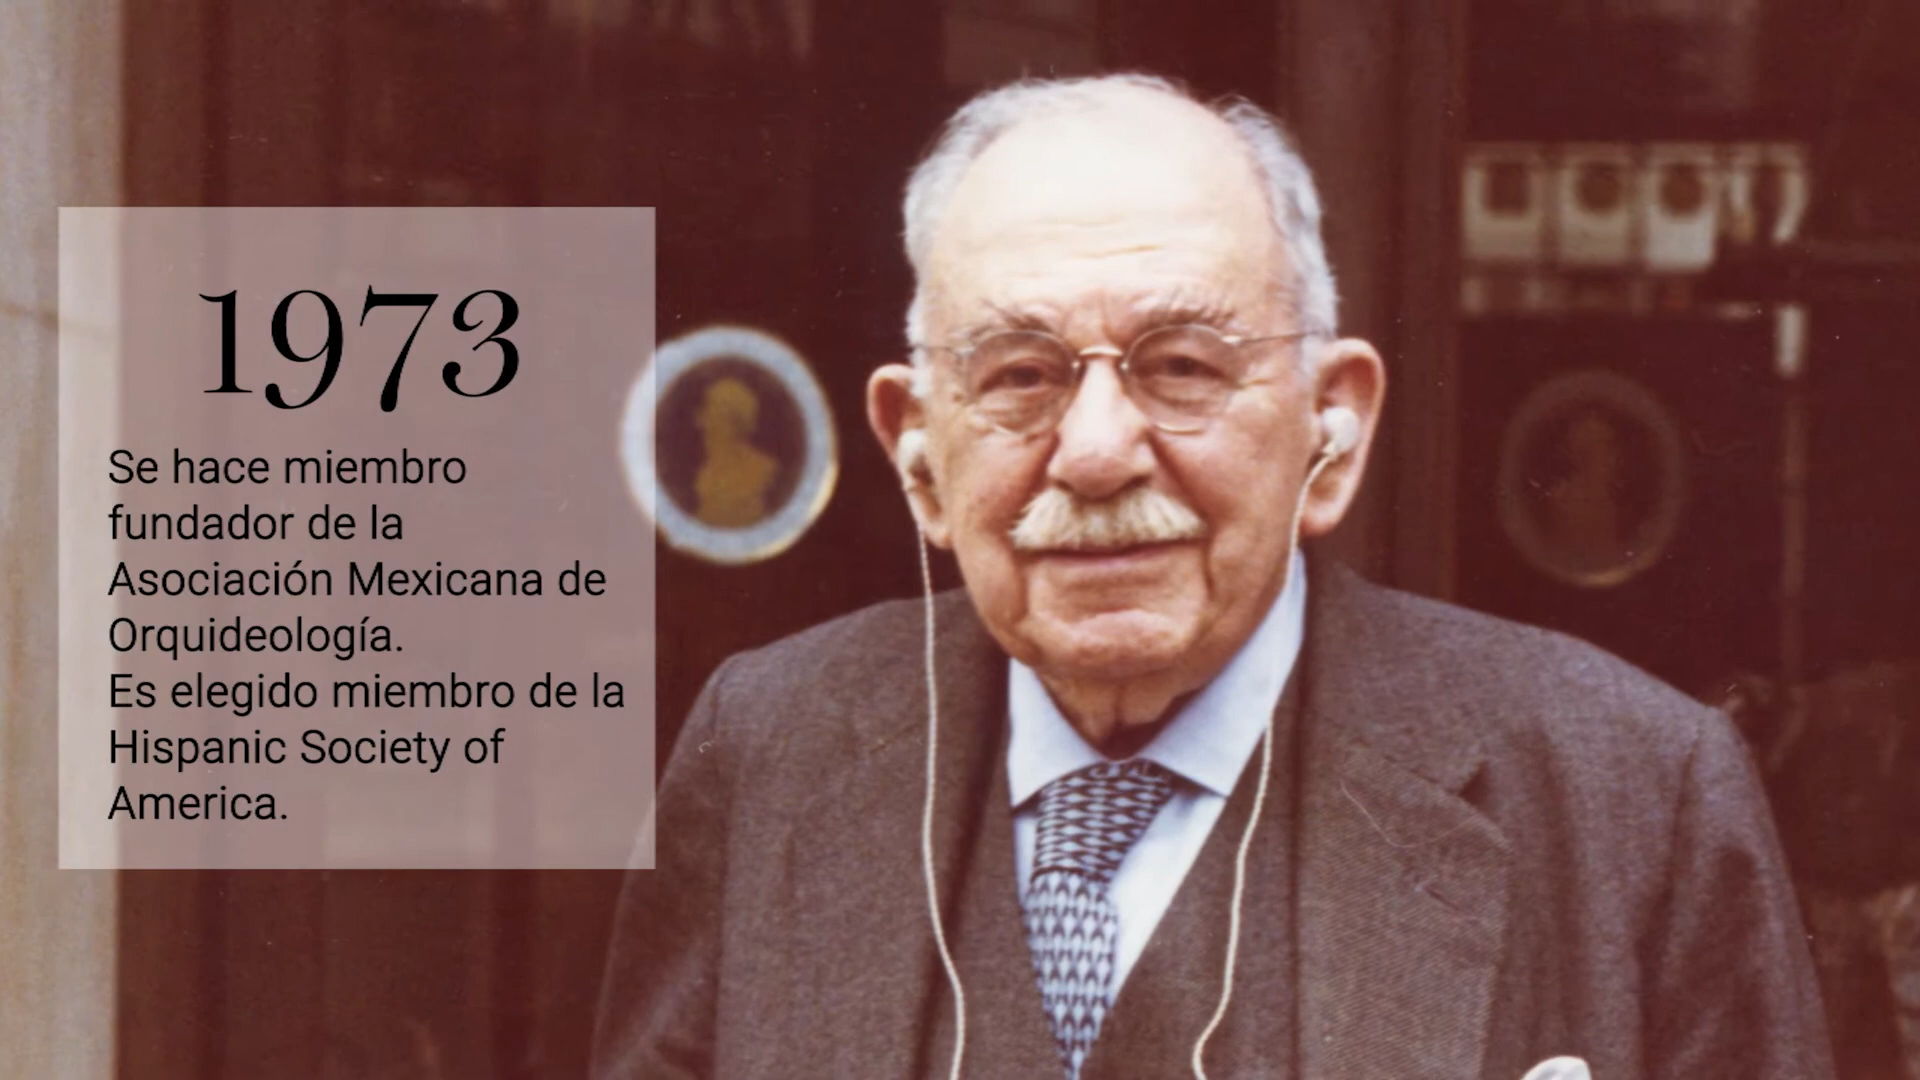 1973
Se hace miembro
fundador de la
Asociación Mexicana de
Orquideología.
Es elegido miembro de la
Hispanic Society of
America.